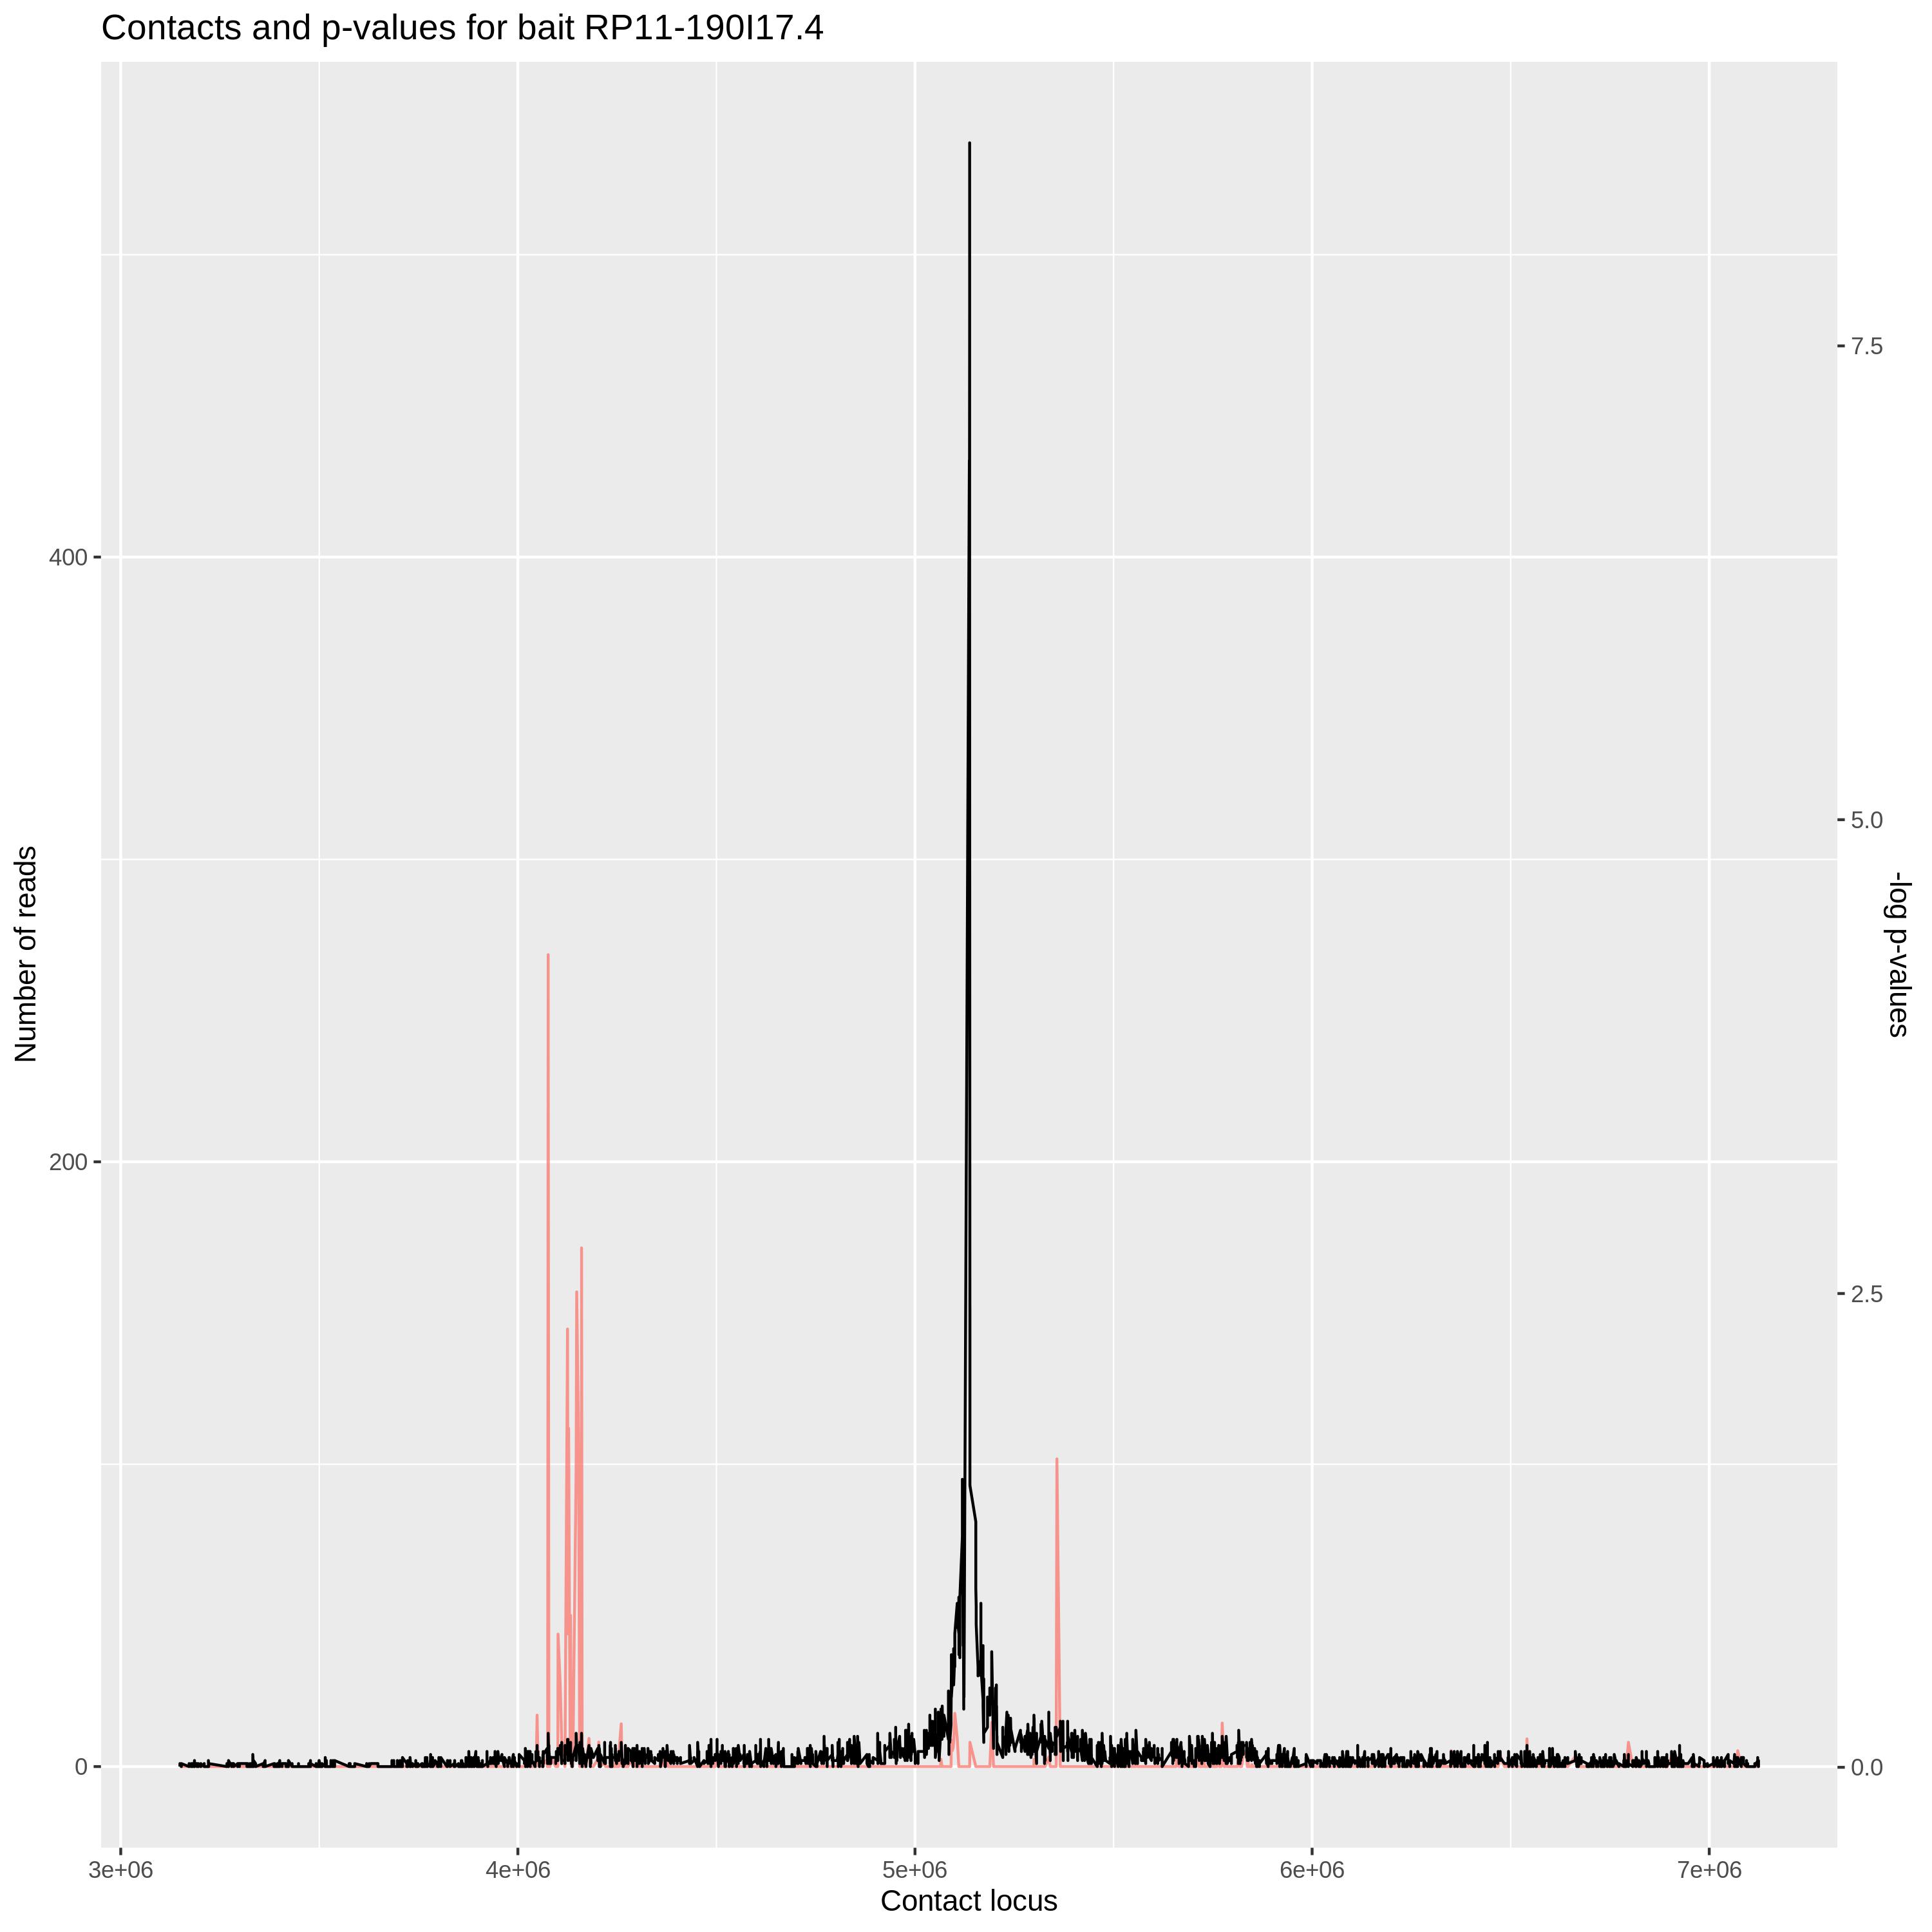 Contacts and p-values for bait RP11-190I17.4
400
200
0
7.5
5.0
2.5
0.0
Number of reads
-log p-values
3e+06
4e+06
5e+06
6e+06
7e+06
Contact locus